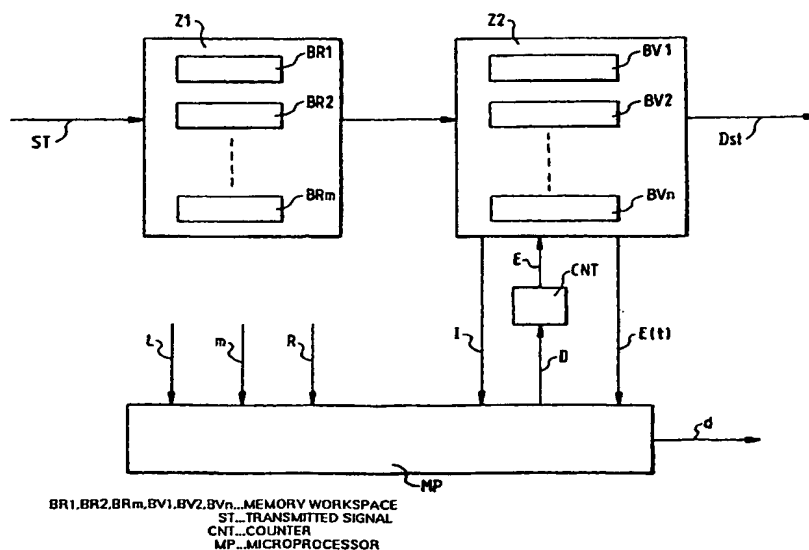 Z1
Z2
BR1
BV1
BR2
BV2
ST
Dst
BRm
BVn
E
CNT
ℓ
m
R
I
D
E(t)
d
MP
BR1,BR2,BRm,BV1,BV2,BVn...MEMORY WORKSPACE
ST...TRANSMITTED SIGNAL
CNT...COUNTER
MP...MICROPROCESSOR